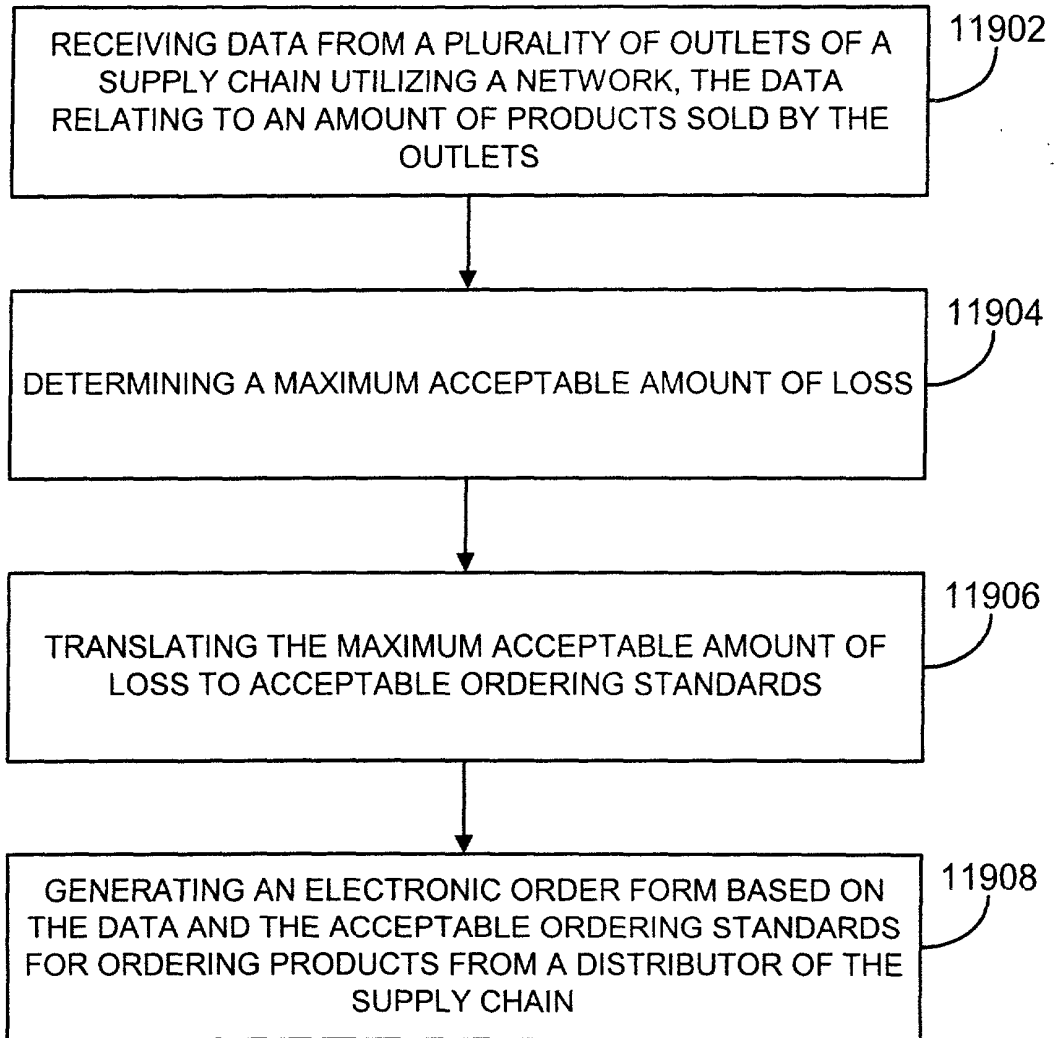 RECEIVING DATA FROM A PLURALITY OF OUTLETS OF A
SUPPLY CHAIN UTILIZING A NETWORK, THE DATA
RELATING TO AN AMOUNT OF PRODUCTS SOLD BY THE
OUTLETS
11902
DETERMINING A MAXIMUM ACCEPTABLE AMOUNT OF LOSS
11904
TRANSLATING THE MAXIMUM ACCEPTABLE AMOUNT OF
LOSS TO ACCEPTABLE ORDERING STANDARDS
11906
GENERATING AN ELECTRONIC ORDER FORM BASED ON
THE DATA AND THE ACCEPTABLE ORDERING STANDARDS
FOR ORDERING PRODUCTS FROM A DISTRIBUTOR OF THE
SUPPLY CHAIN
11908